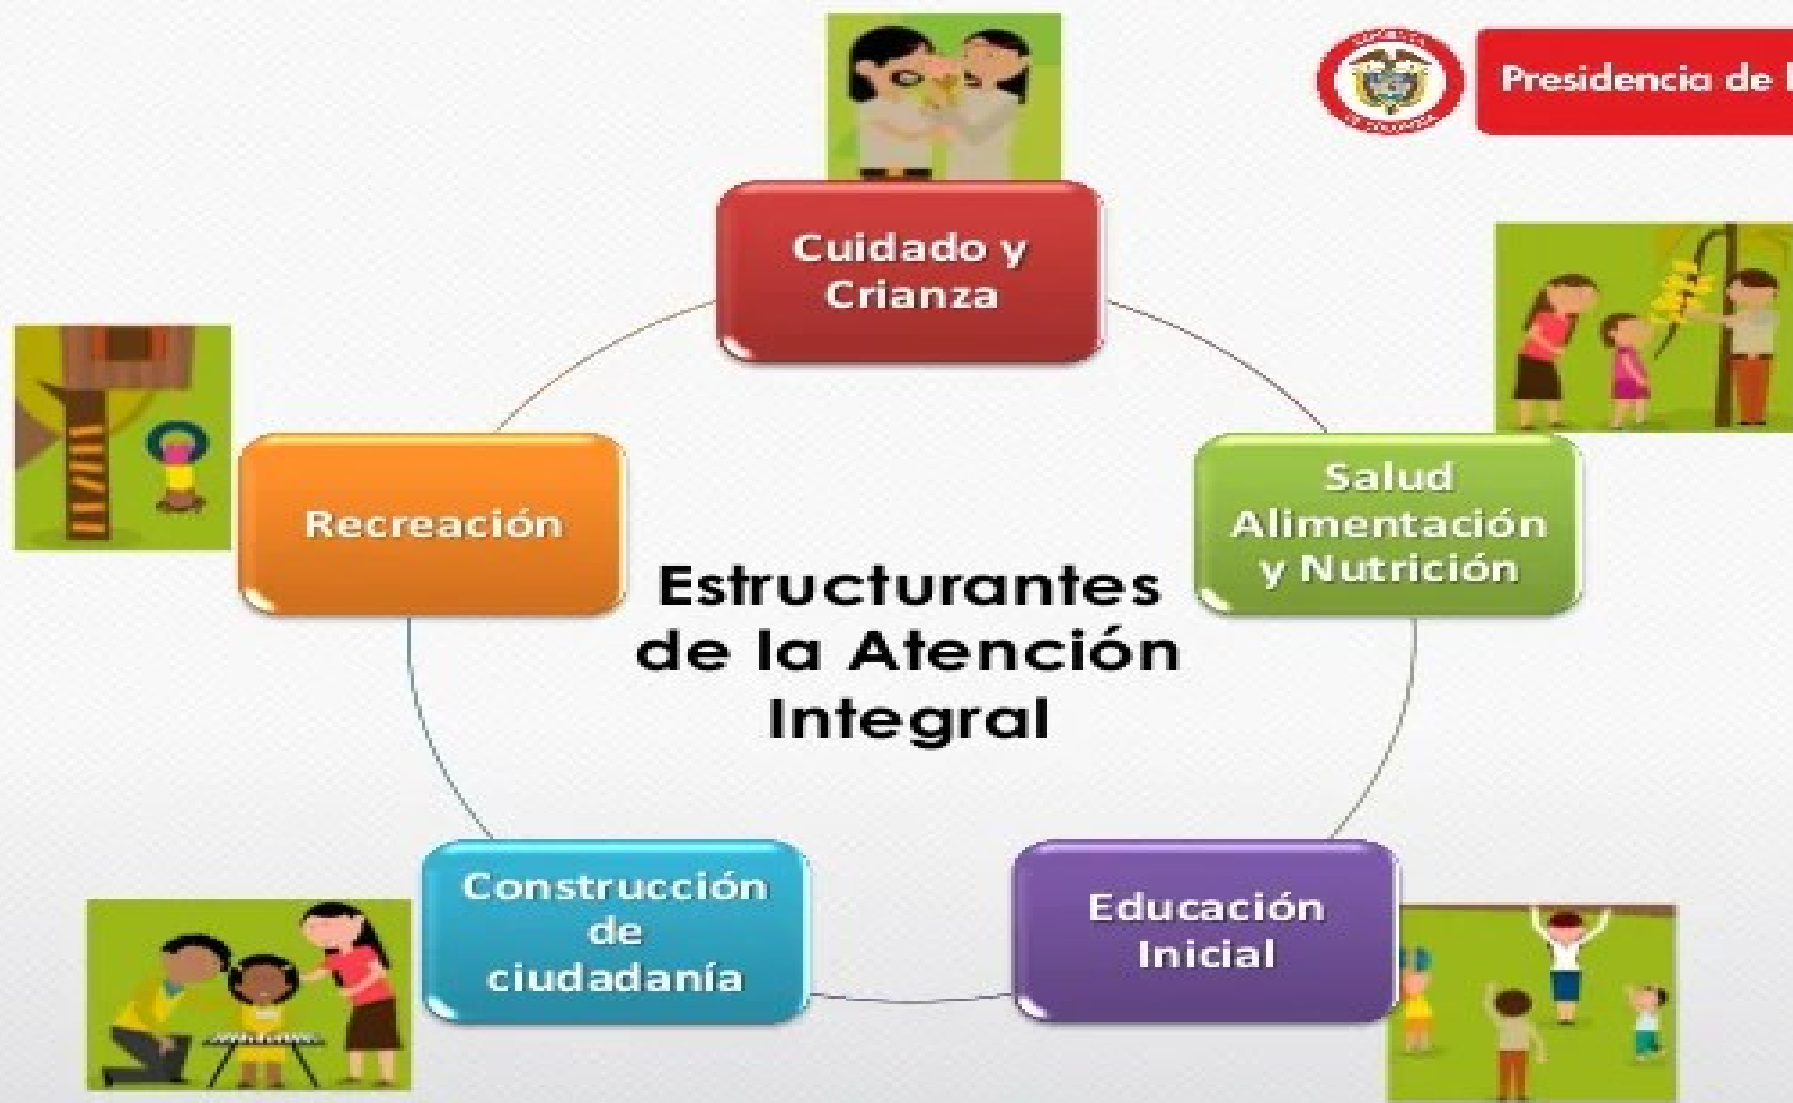 Presidencia de
Cuidado y
Crianza
Salud
Alimentación
y Nutrición
Recreación
Estructurantes
de la Atención
Integral
Construcción
de
ciudadanía
Educación
Inicial